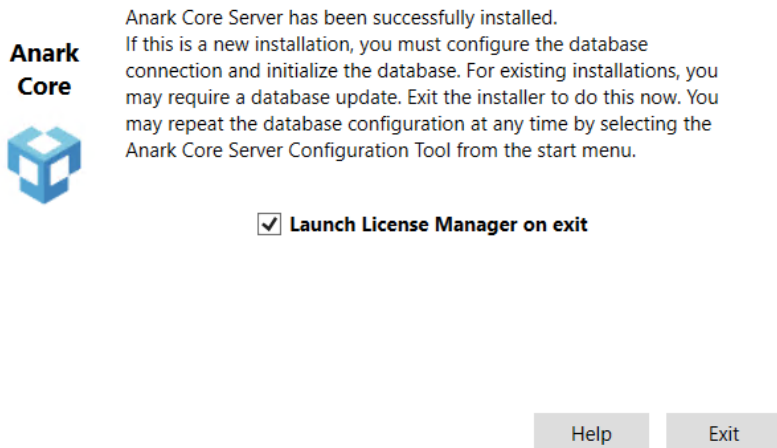 Anark Core Server has been successfully installed.
If this is a new installation, you must configure the database
connection and initialize the database. For existing installations, you
may require a database update. Exit the installer to do this now. You
may repeat the database configuration at any time by selecting the
Anark Core Server Configuration Tool from the start menu.
Anark
Core
Launch License Manager on exit
Help
Exit